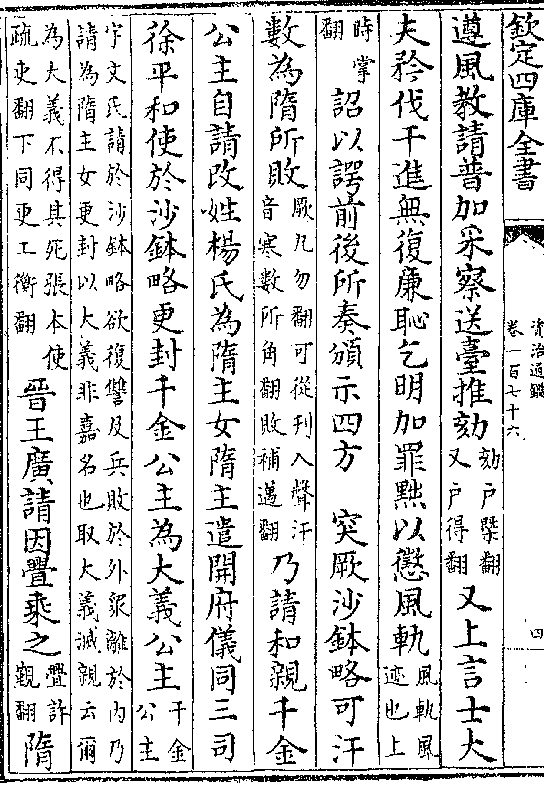 欽定四庫全書
資治通鑑
卷一百七十六
四
遵風教請普加采察送臺推劾劾戶槩翻又戶得翻又上言士大
夫矜伐干進無復廉恥乞明加罪黜以懲風軌風軌風迹也上
時掌翻詔以諤前後所奏頒示四方 突厥沙鉢略可汗
數為隋所敗厥九勿翻可從刋入聲汗音寒數所角翻敗補邁翻乃請和親千金
公主自請改姓楊氏為隋主女隋主遣開府儀同三司
徐平和使於沙鉢略更封千金公主為大義公主千金公主
宇文氏請於沙鉢略欲復讐及兵敗於外衆離於内乃
請為隋主女更封以大義非嘉名也取大義滅親云爾
為大義不得其死張本使疏吏翻下同更工衡翻晉王廣請因釁乘之釁許覲翻隋